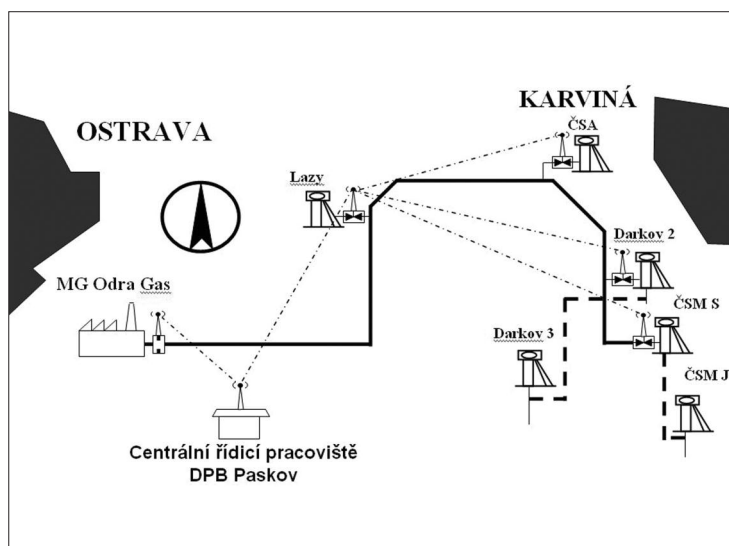 KARVINÁ
OSTRAVA
ČSA
Lazy
Darkov 2
MG Odra Gas
ČSM S
Darkov 3
ČSM J
Centrální řídicí pracoviště
DPB Paskov